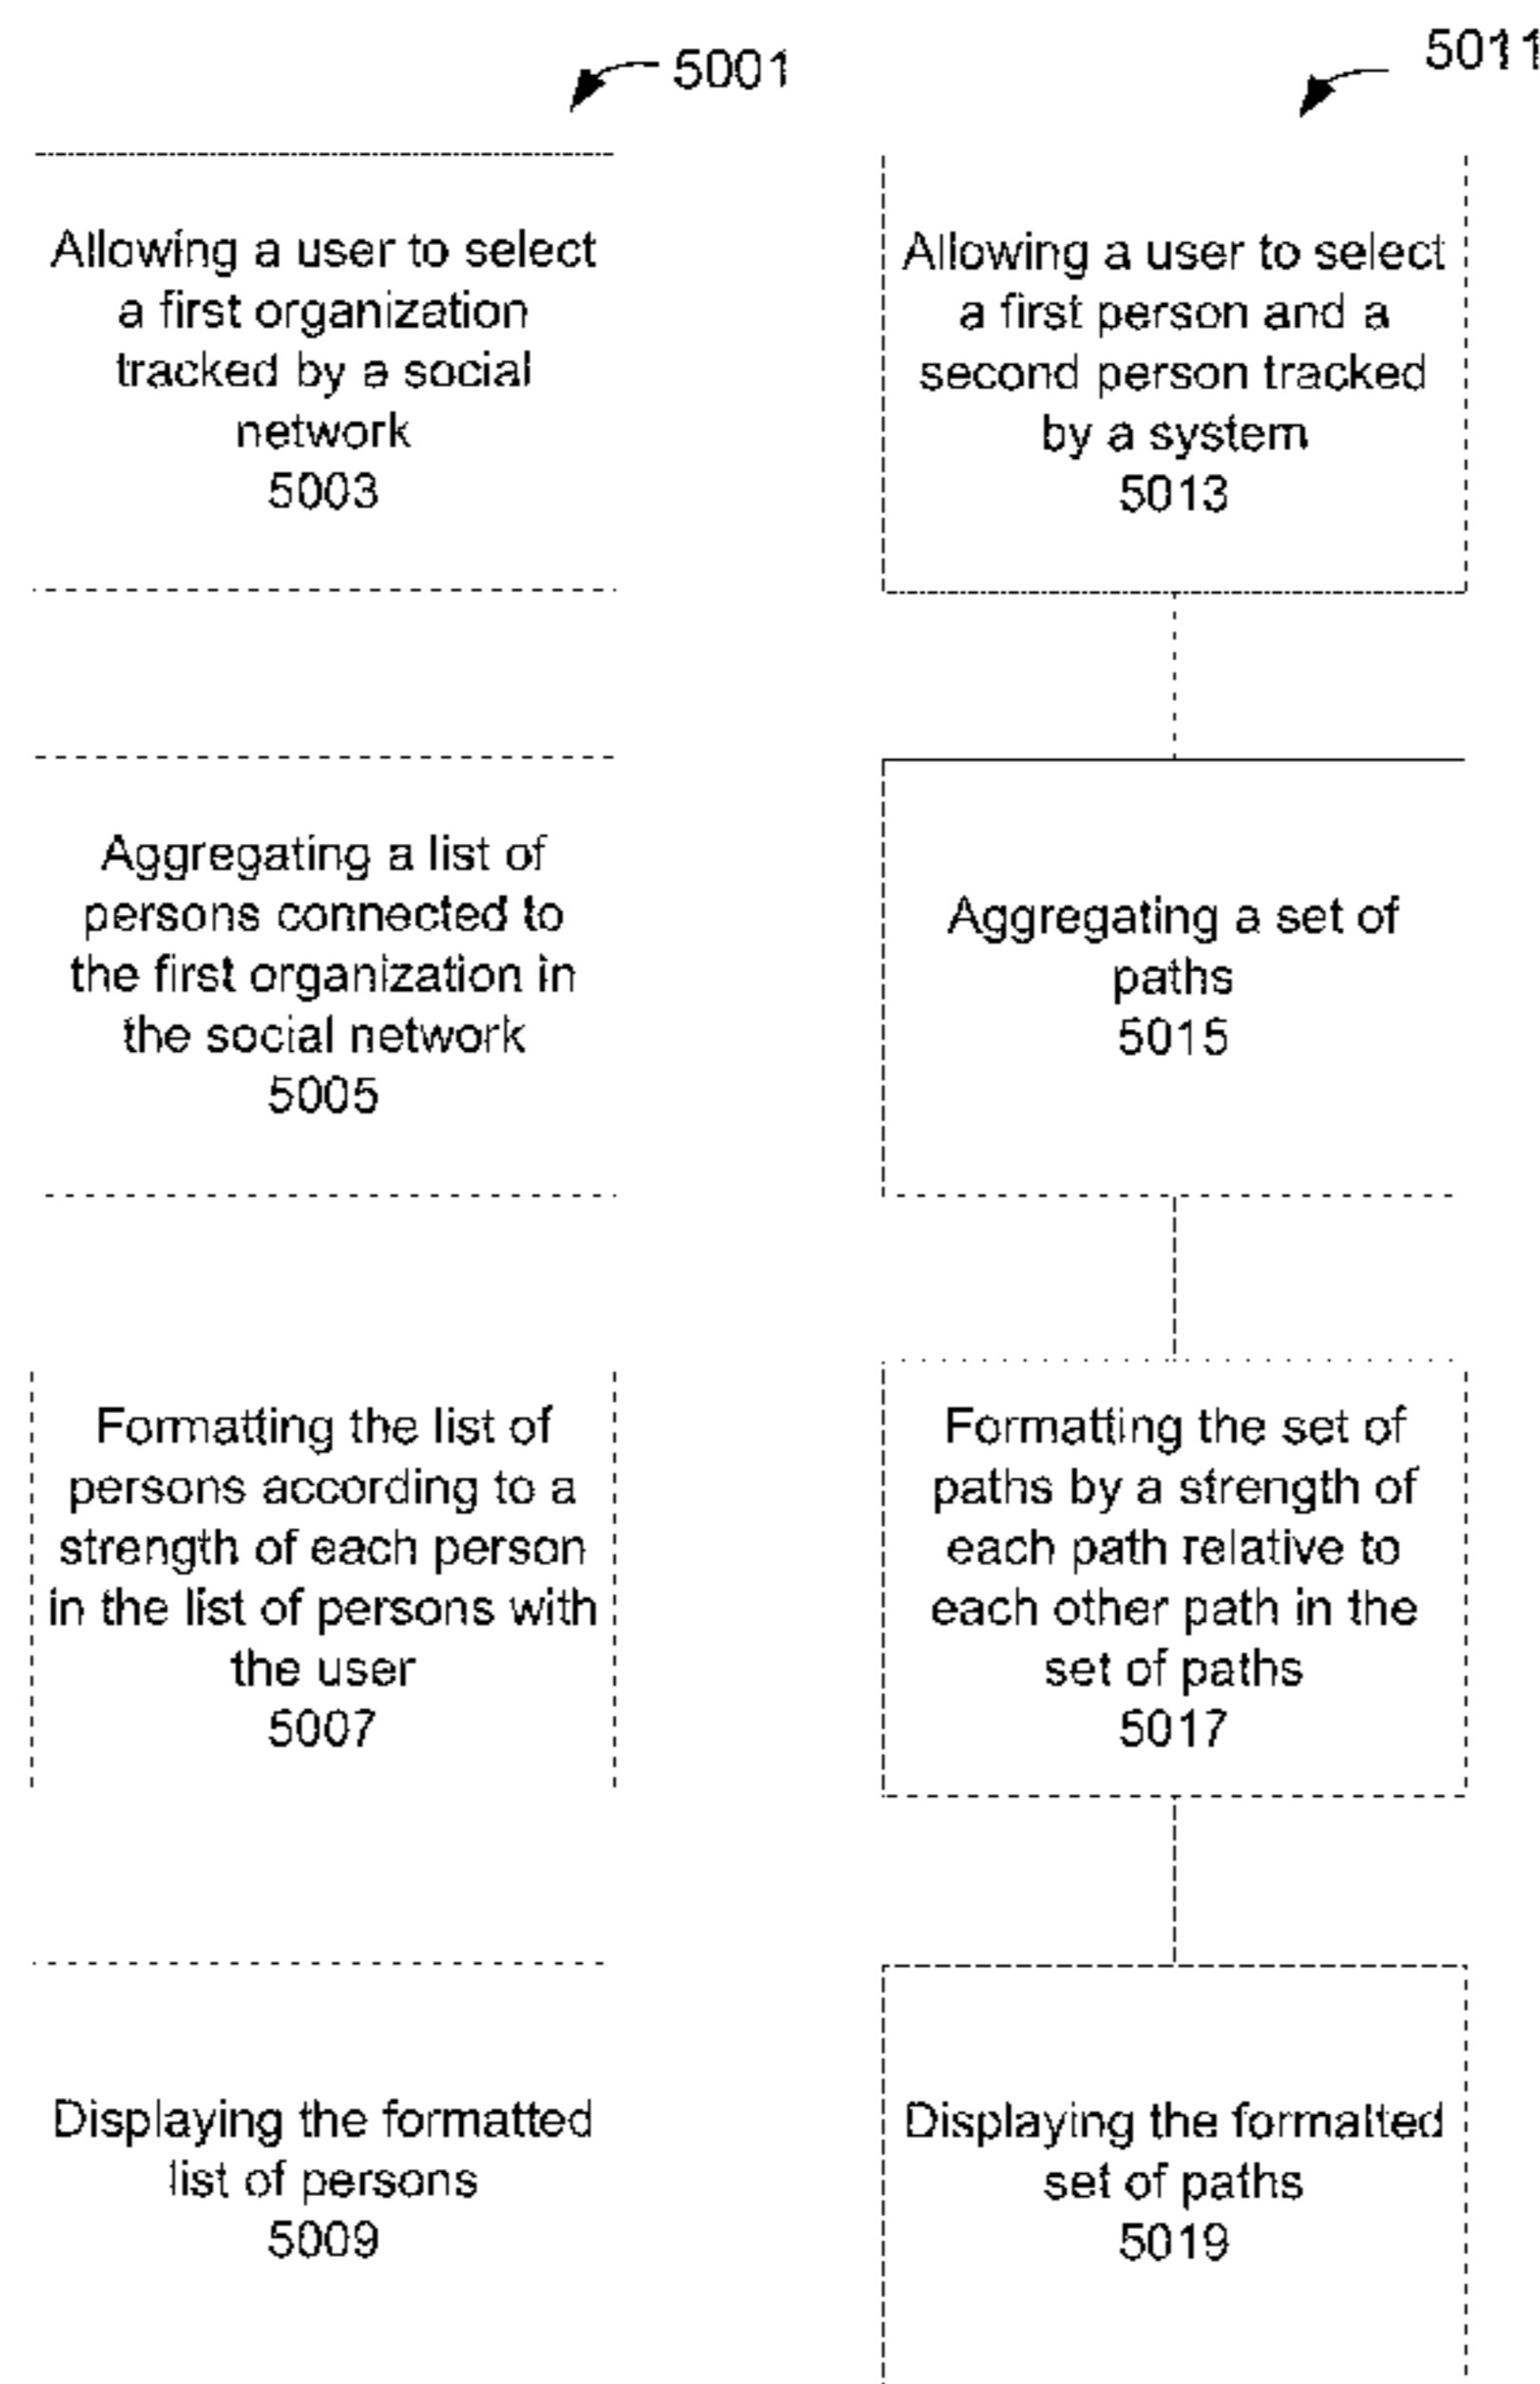 5001
Allowing a user to select
a first organization
tracked by a social
network
5003
Aggregating a list of
persons connected to
the first organization in
the social network
5005
Formatting the list of
persons according to a
strength of each person
in the list of persons with
the user
5007
Displaying the formatted
list of persons
5009
5011
Allowing a user to select
a first person and a
second person tracked
by a system
5013
Aggregating a set of
paths
5015
Formatting the set of
paths by a strength of
each path relative to
each other path in the
set of paths
5017
Displaying the formatted
set of paths
5019